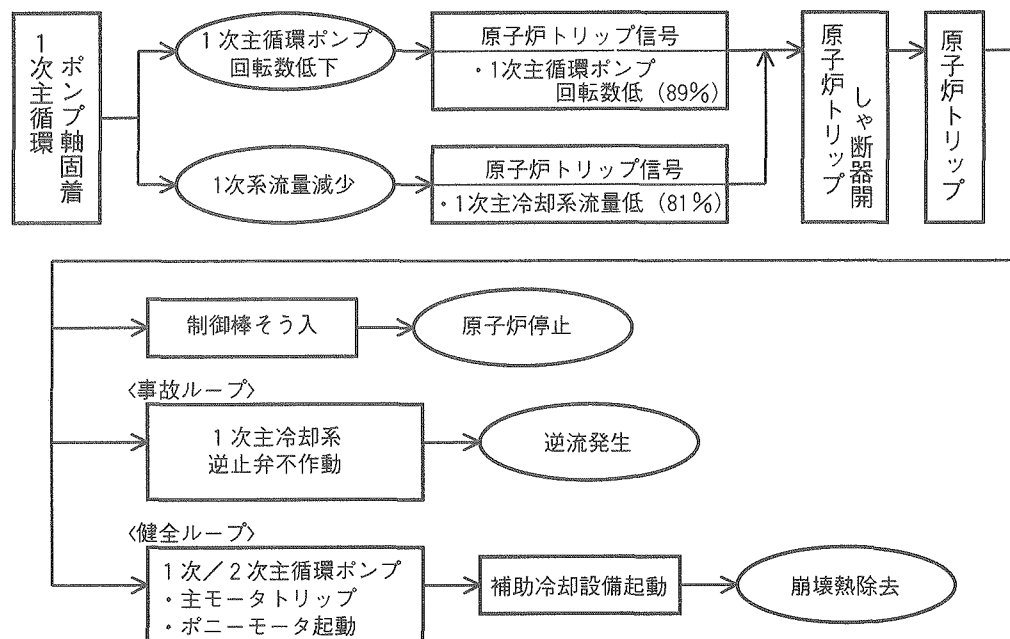 1次主循環
ポンプ軸固着
1次主循環ポンプ
回転数低下
原子炉トリップ信号
・1次主循環ポンプ
回転数低(89%)
1次系流量減少
原子炉トリップ信号
・1次主冷却系流量低(81%)
原子炉トリップ
しゃ断器開
原子炉トリップ
制御棒そう入
原子炉停止
〈事故ループ〉
1次主冷却系
逆止弁不作動
逆流発生
〈健全ループ〉
1次/2次主循環ポンプ
・主モータトリップ
・ポニーモータ起動
補助冷却設備起動
崩壊熱除去